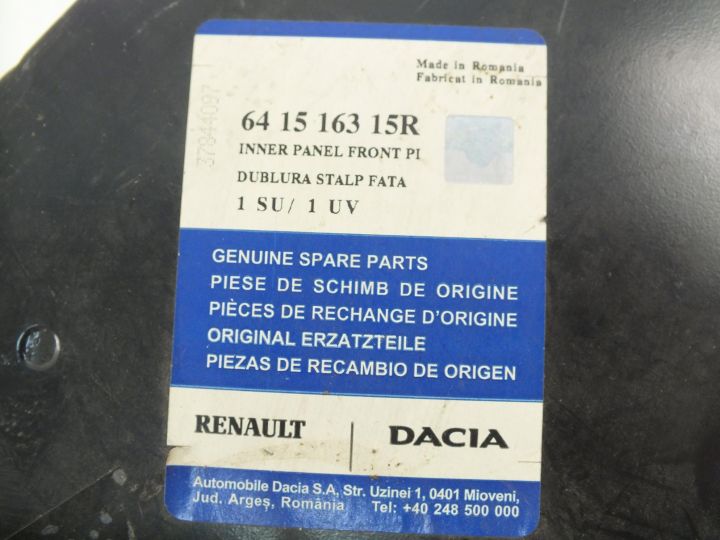 Made in Romania
Fabricat in Romania
37844097
64 15 163 15R
INNER PANEL FRONT PI
DUBLURA STALP FATA
1 SU/ 1 UV
GENUINE SPARE PARTS
PIESE DE SCHIMB DE ORIGINE
PIÈCES DE RECHANGE D'ORIGINE
ORIGINAL ERZATZTEILE
PIEZAS DE RECAMBIO DE ORIGEN
RENAULT | DACIA
Automobile Dacia S.A, Str. Uzinei 1, 0401 Mioveni,
Jud. Argeș, România Tel: +40 248 500 000